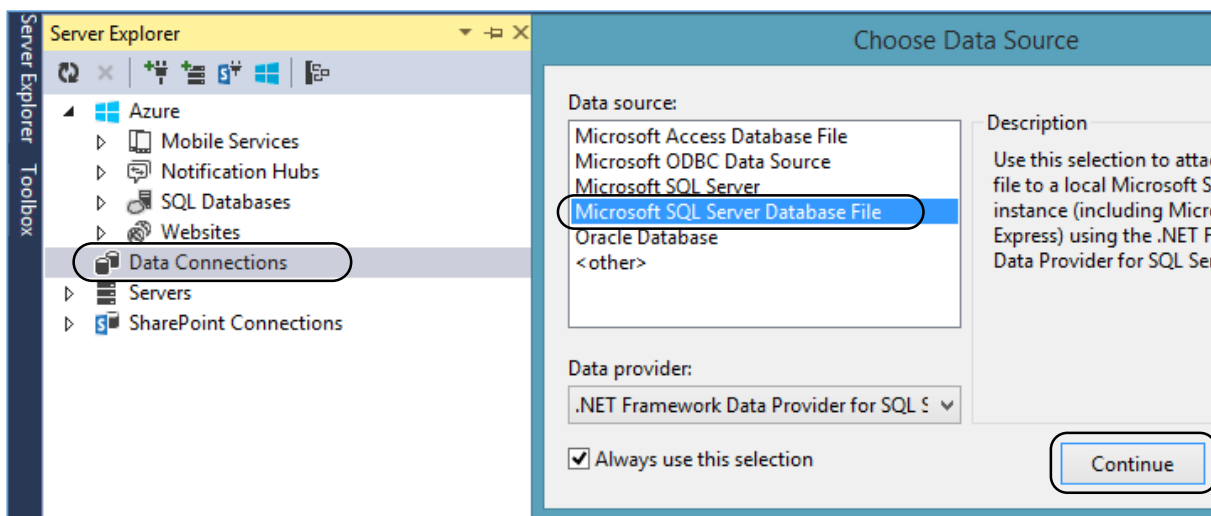 Server Explorer
Toolbox
Server Explorer
Azure
Mobile Services
Notification Hubs
SQL Databases
Websites
Data Connections
Servers
SharePoint Connections
Choose Data Source
Data source:
Microsoft Access Database File
Microsoft ODBC Data Source
Microsoft SQL Server
Microsoft SQL Server Database File
Oracle Database
<other>
Data provider:
.NET Framework Data Provider for SQL
Always use this selection
Description
Use this selection to
file to a local Microsoft
instance (including
Express) using the .NET
Data Provider for SQL
Continue